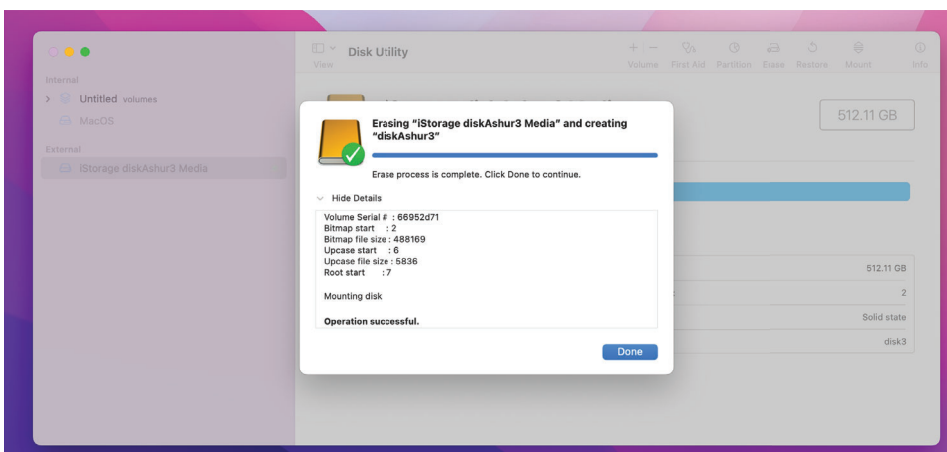 Disk Utility
View
Volume First Aid Partition Erase Restore Mount Info
Internal
Untitled volumes
MacOS
External
iStorage diskAshur3 Media
512.11 GB
Erasing "iStorage diskAshur3 Media" and creating
"diskAshur3"
Erase process is complete. Click Done to continue.
Hide Details
Volume Serial # : 66952d71
Bitmap start : 2
Bitmap file size : 488169
Upcase start : 6
Upcase file size : 5836
Root start :7
Mounting disk
Operation successful.
Done
512.11 GB
2
Solid state
disk3